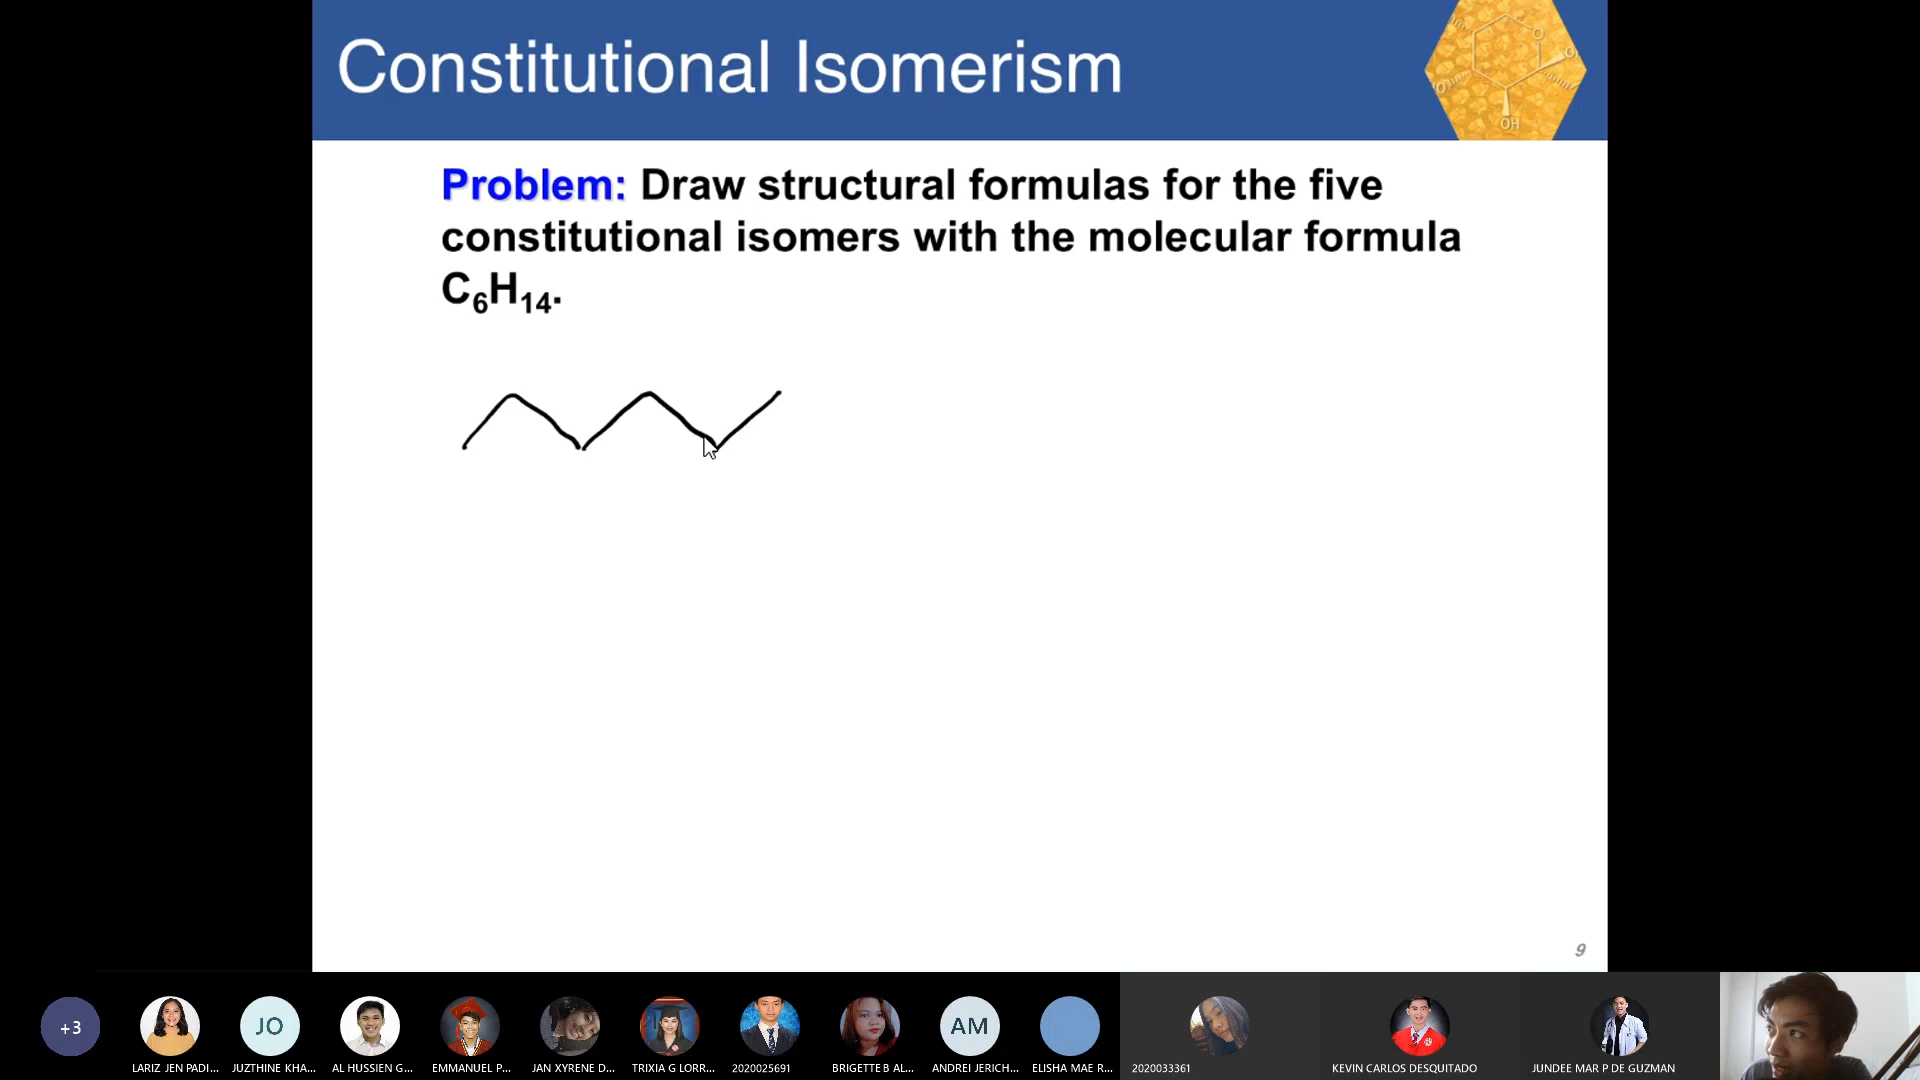 Constitutional Isomerism
O
O
O
OH
Problem: Draw structural formulas for the five
constitutional isomers with the molecular formula
C₆H₁₄.
9
+3
JO
AM
LARIZ JEN PADI...
JUZTHINE KHA...
AL HUSSIEN G...
EMMANUEL P...
JAN XYRENE D...
TRIXIA G LORR...
2020025691
BRIGETTE B AL...
ANDREI JERICH...
ELISHA MAE R...
2020033361
KEVIN CARLOS DESQUITADO
JUNDEE MAR P DE GUZMAN